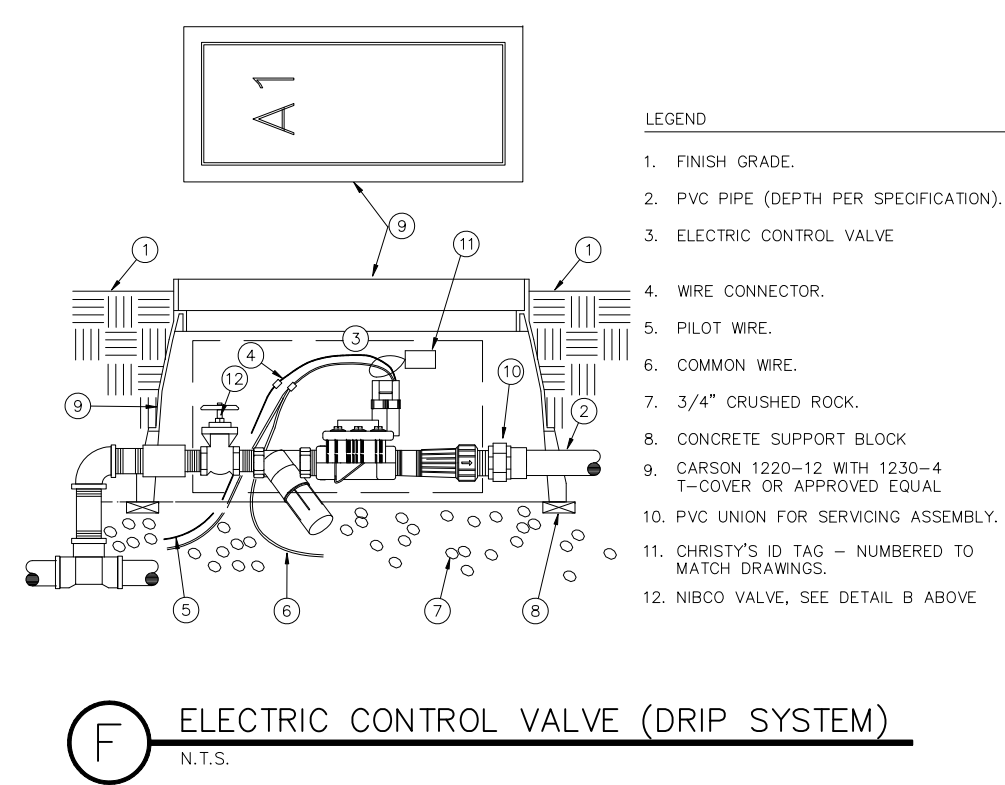 A1
LEGEND
1. FINISH GRADE.
2. PVC PIPE (DEPTH PER SPECIFICATION).
3. ELECTRIC CONTROL VALVE
4. WIRE CONNECTOR.
5. PILOT WIRE.
6. COMMON WIRE.
7. 3/4" CRUSHED ROCK.
8. CONCRETE SUPPORT BLOCK
9. CARSON 1220-12 WITH 1230-4
T-COVER OR APPROVED EQUAL
10. PVC UNION FOR SERVICING ASSEMBLY.
11. CHRISTY'S ID TAG - NUMBERED TO
MATCH DRAWINGS.
12. NIBCO VALVE, SEE DETAIL B ABOVE
9
1
11
1
3
4
12
10
9
2
5
6
7
8
F
ELECTRIC CONTROL VALVE (DRIP SYSTEM)
N.T.S.